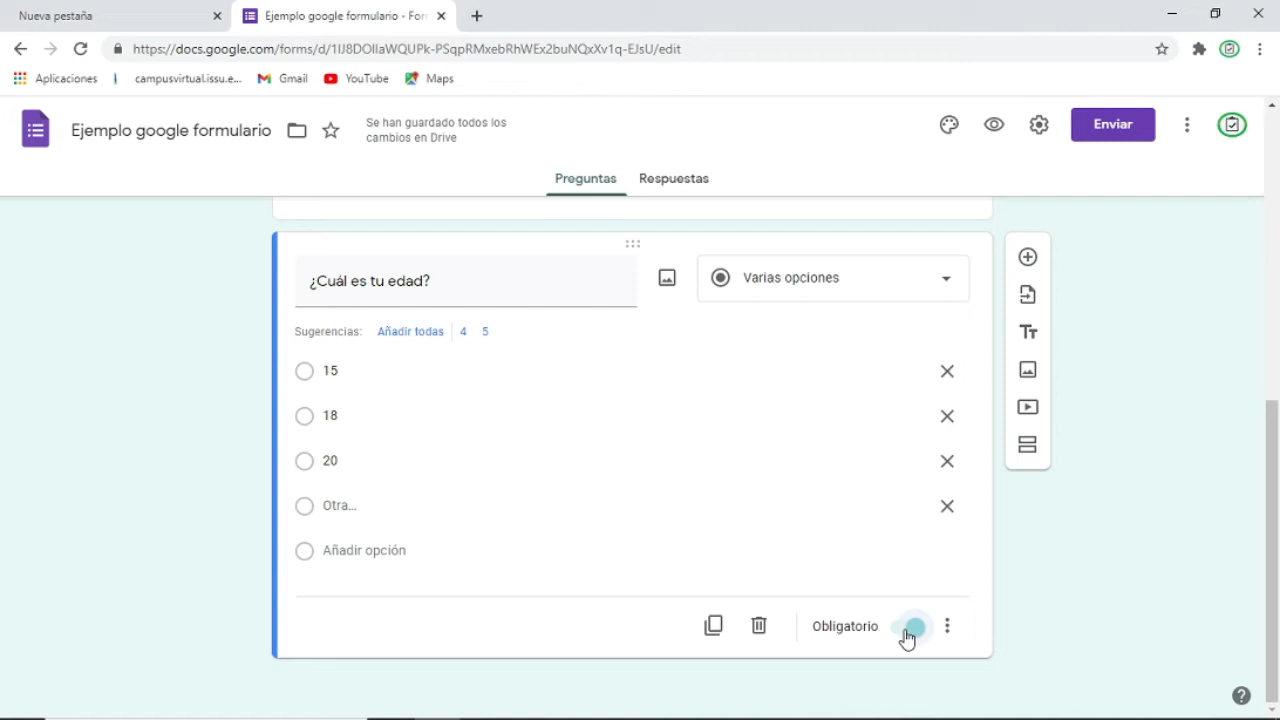 Nueva pestaña
Ejemplo google formulario - For
https://docs.google.com/forms/d/1IJ8DOIlaWQUPk-PSqpRMxebRhWEx2buNQxXv1q-EJsU/edit
Aplicaciones
campusvirtual.issu.e...
Gmail
YouTube
Maps
Ejemplo google formulario
Se han guardado todos los
cambios en Drive
Enviar
Preguntas
Respuestas
¿Cuál es tu edad?
Varias opciones
Sugerencias: Añadir todas 4 5
15
18
20
Otra...
Añadir opción
Obligatorio